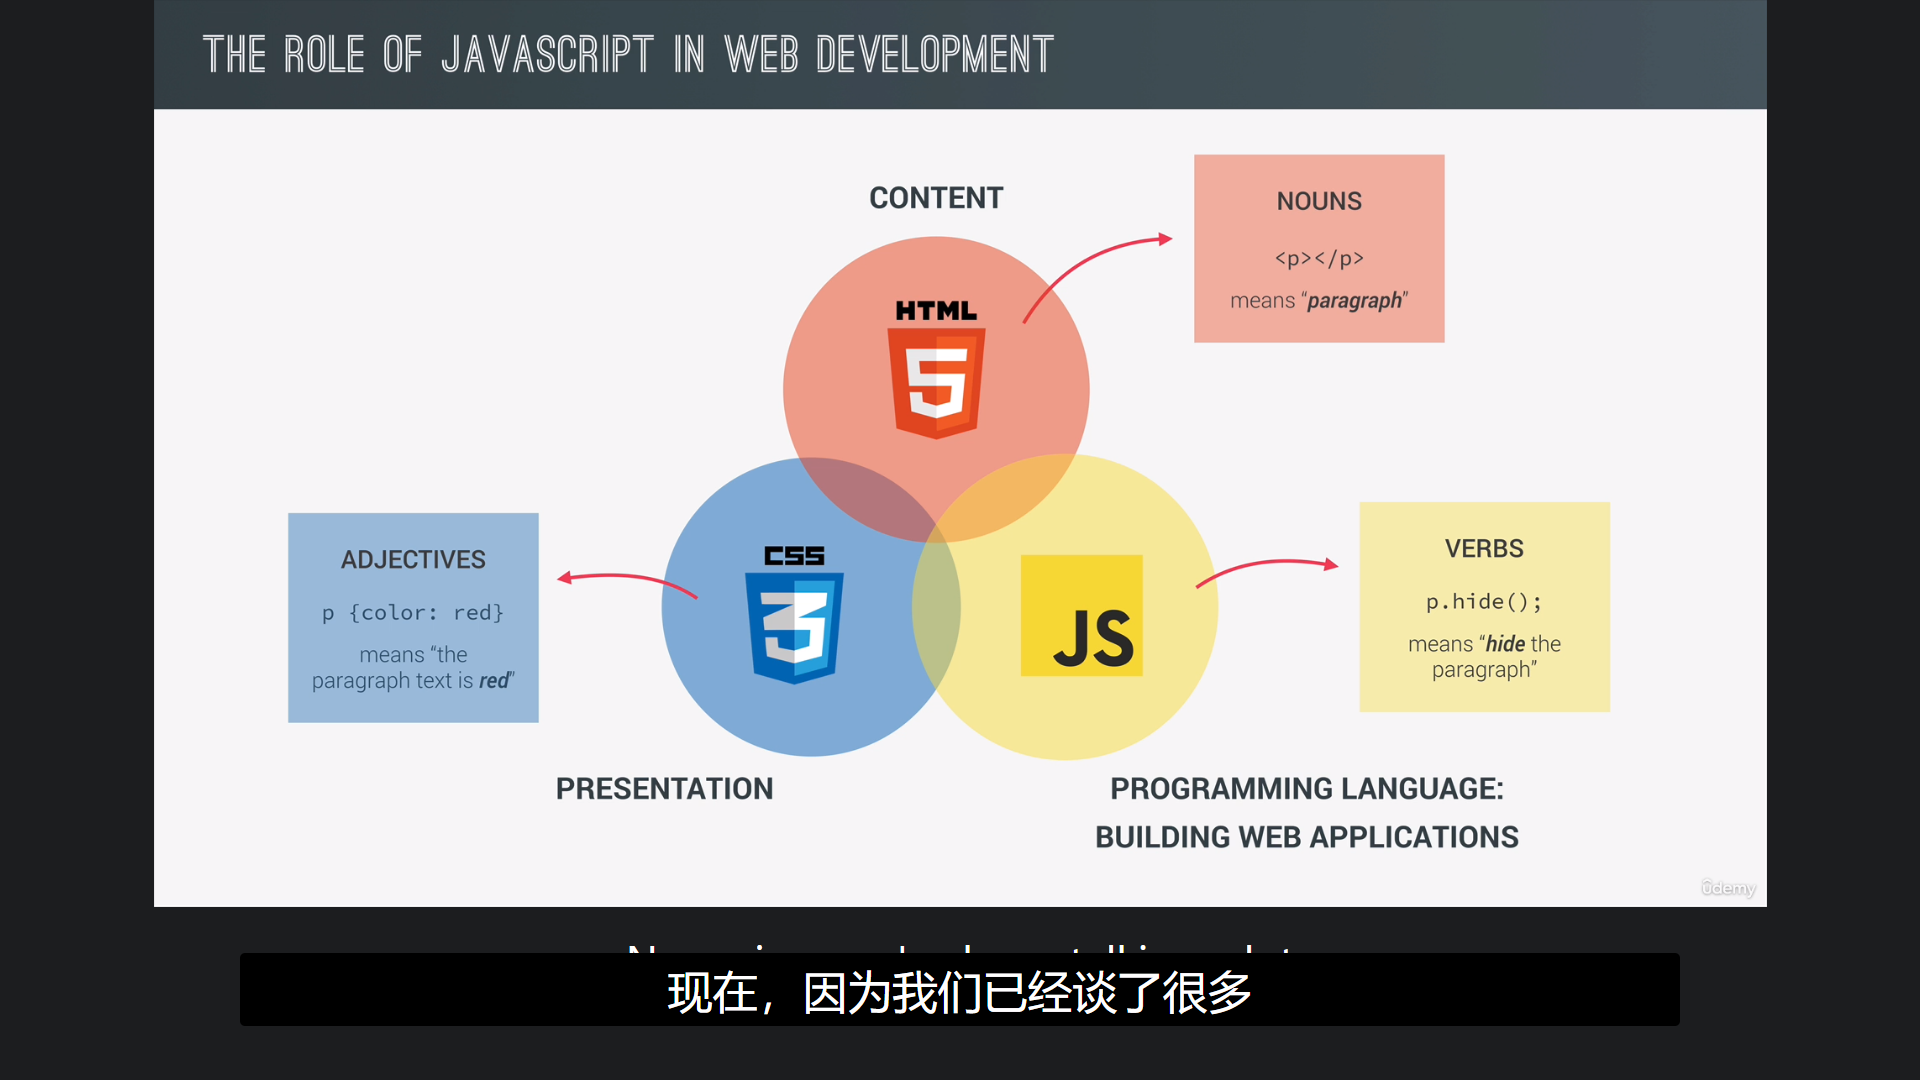 THE ROLE OF JAVASCRIPT IN WEB DEVELOPMENT
CONTENT
HTML
5
NOUNS
<p></p>
means “paragraph”
ADJECTIVES
p {color: red}
means “the
paragraph text is red”
CSS
3
JS
VERBS
p.hide();
means “hide the
paragraph”
PRESENTATION
PROGRAMMING LANGUAGE:
BUILDING WEB APPLICATIONS
ûdemy
现在，因为我们已经谈了很多